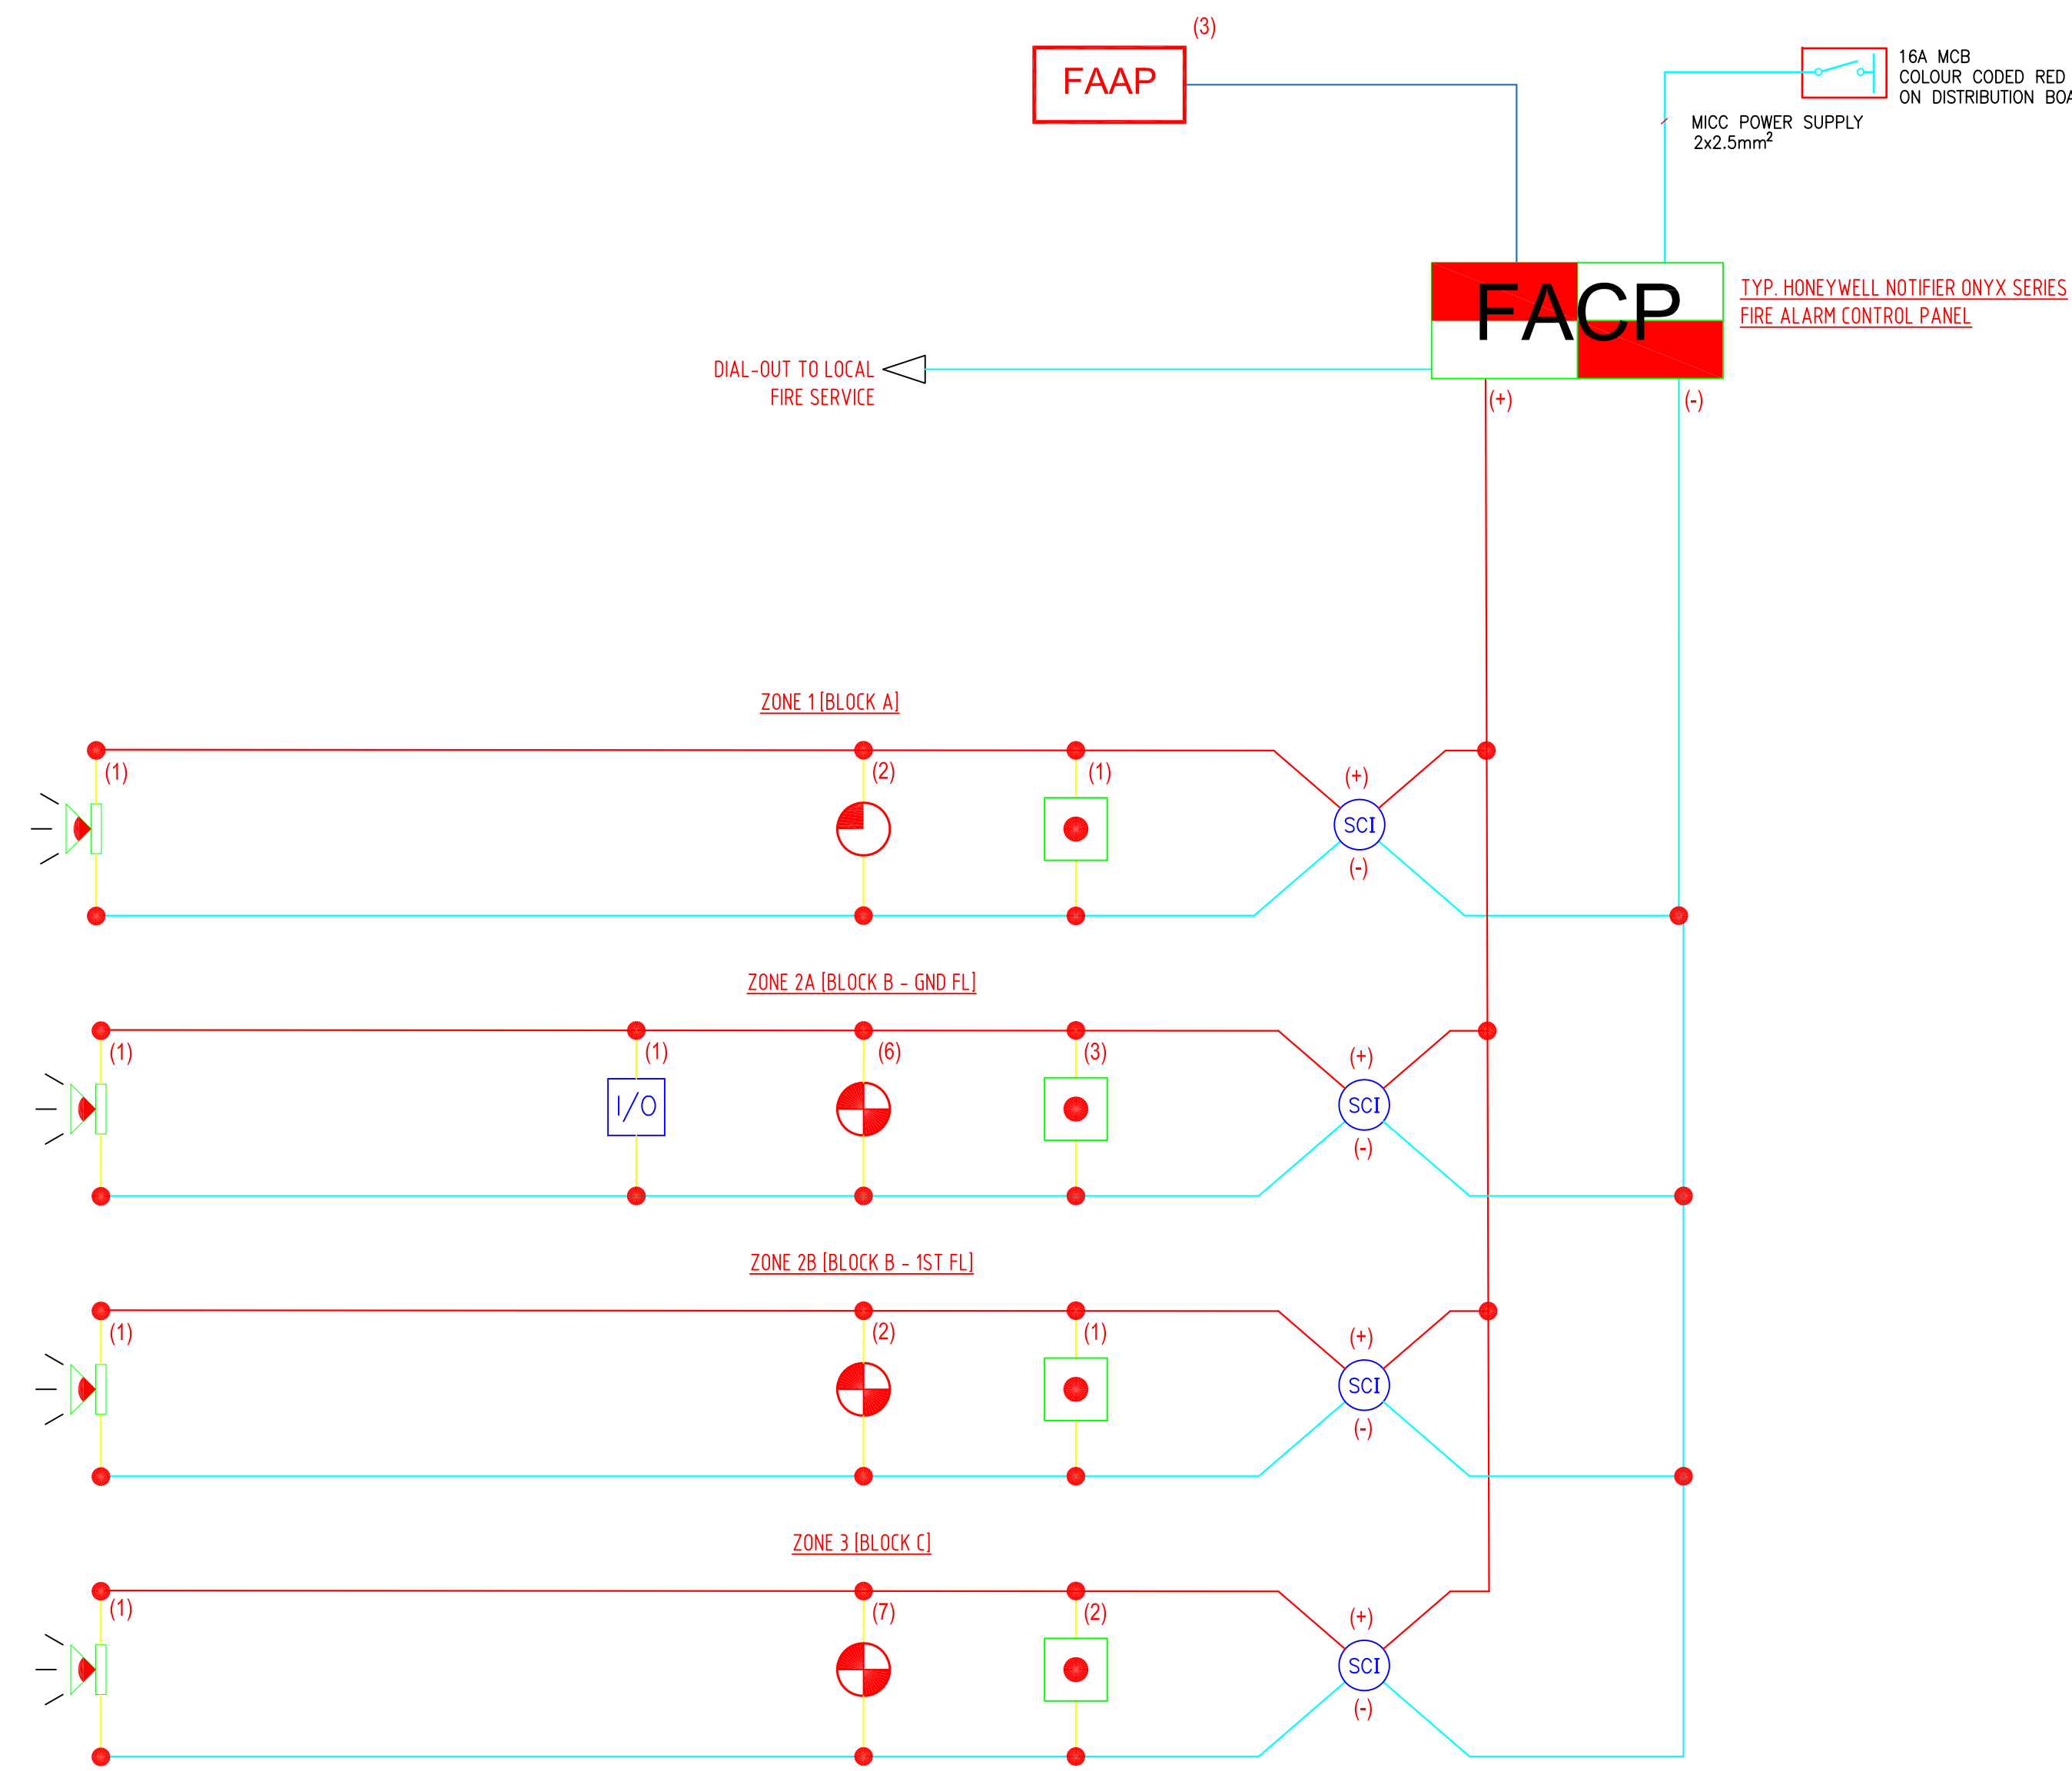 (3)
FAAP
16A MCB
COLOUR CODED RED
ON DISTRIBUTION
MICC POWER SUPPLY
2x2.5mm²
FACP
TYP. HONEYWELL NOTIFIER ONYX SERIES
FIRE ALARM CONTROL PANEL
DIAL-OUT TO LOCAL
FIRE SERVICE
(+)
(-)
ZONE 1 [BLOCK A]
(1)
(2)
(1)
(+)
SCI
(-)
ZONE 2A [BLOCK B - GND FL]
(1)
(1)
(6)
(3)
(+)
I/O
SCI
(-)
ZONE 2B [BLOCK B - 1ST FL]
(1)
(2)
(1)
(+)
SCI
(-)
ZONE 3 [BLOCK C]
(1)
(7)
(2)
(+)
SCI
(-)